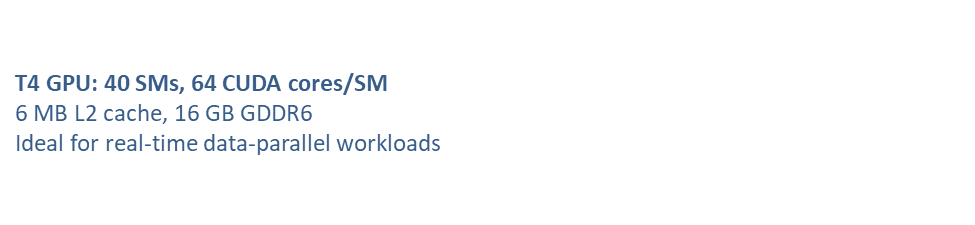 T4 GPU: 40 SMs, 64 CUDA cores/SM
6 MB L2 cache, 16 GB GDDR6
Ideal for real-time data-parallel workloads